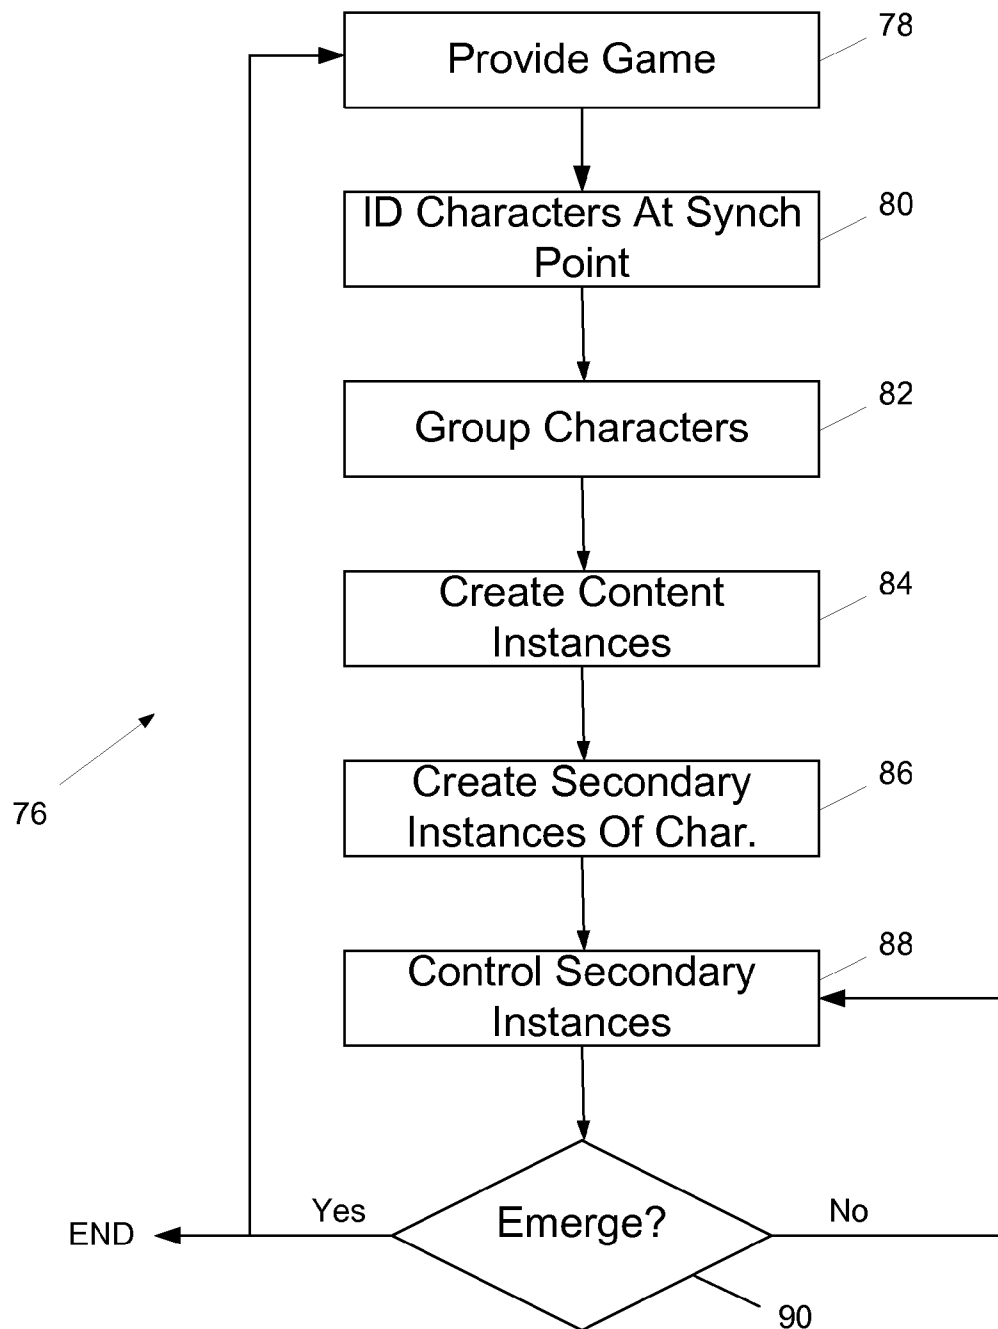 78
Provide Game
80
ID Characters At Synch
Point
82
Group Characters
84
Create Content
Instances
86
Create Secondary
Instances Of Char.
76
88
Control Secondary
Instances
Yes
No
END
Emerge?
90